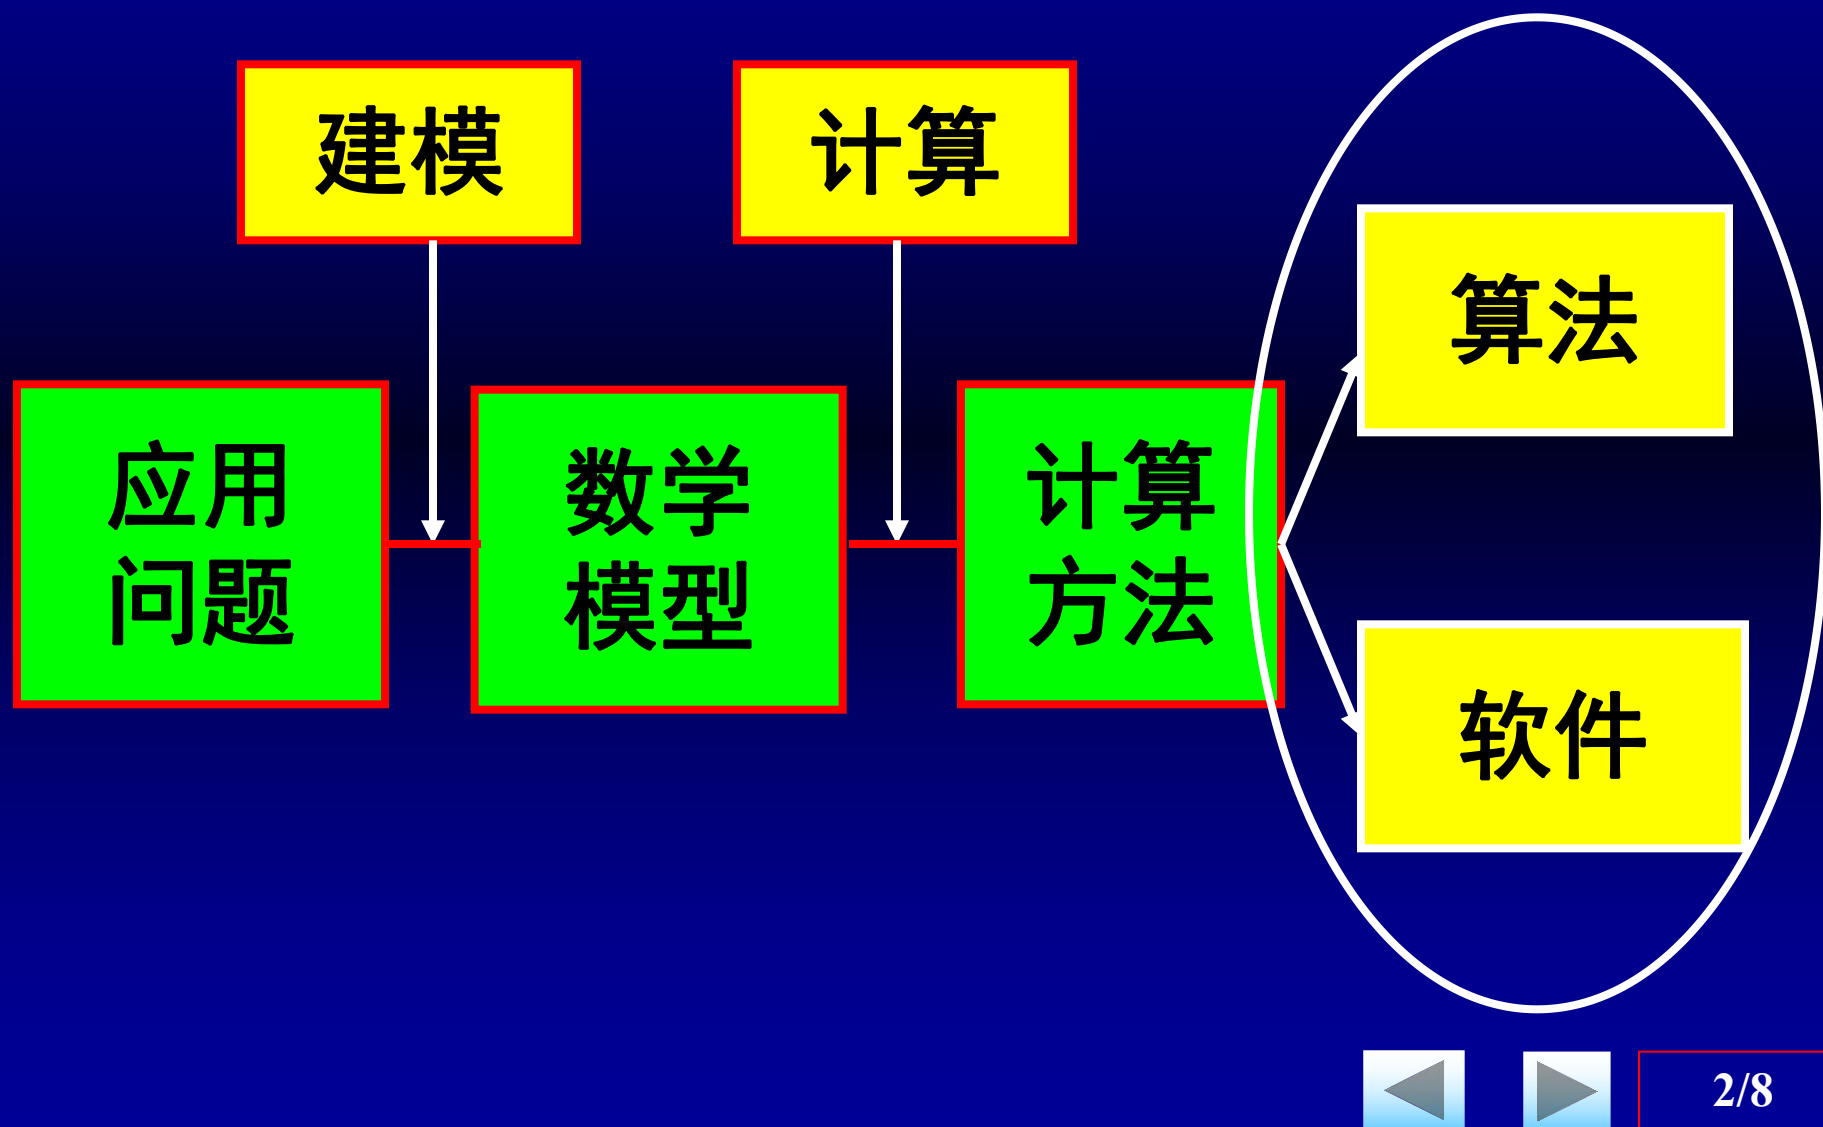 建模
计算
算法
应用
问题
数学
模型
计算
方法
软件
2/8